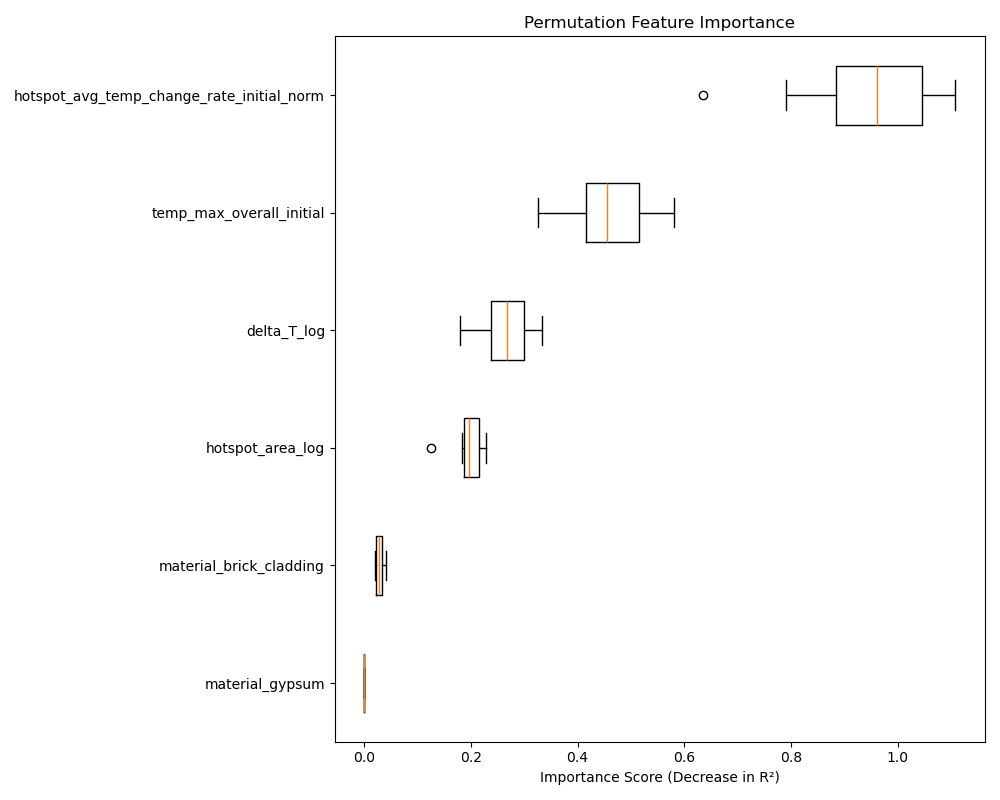 Permutation Feature Importance
hotspot_avg_temp_change_rate_initial_norm
temp_max_overall_initial
delta_T_log
hotspot_area_log
material_brick_cladding
material_gypsum
0.0 0.2 0.4 0.6 0.8 1.0
Importance Score (Decrease in R²)